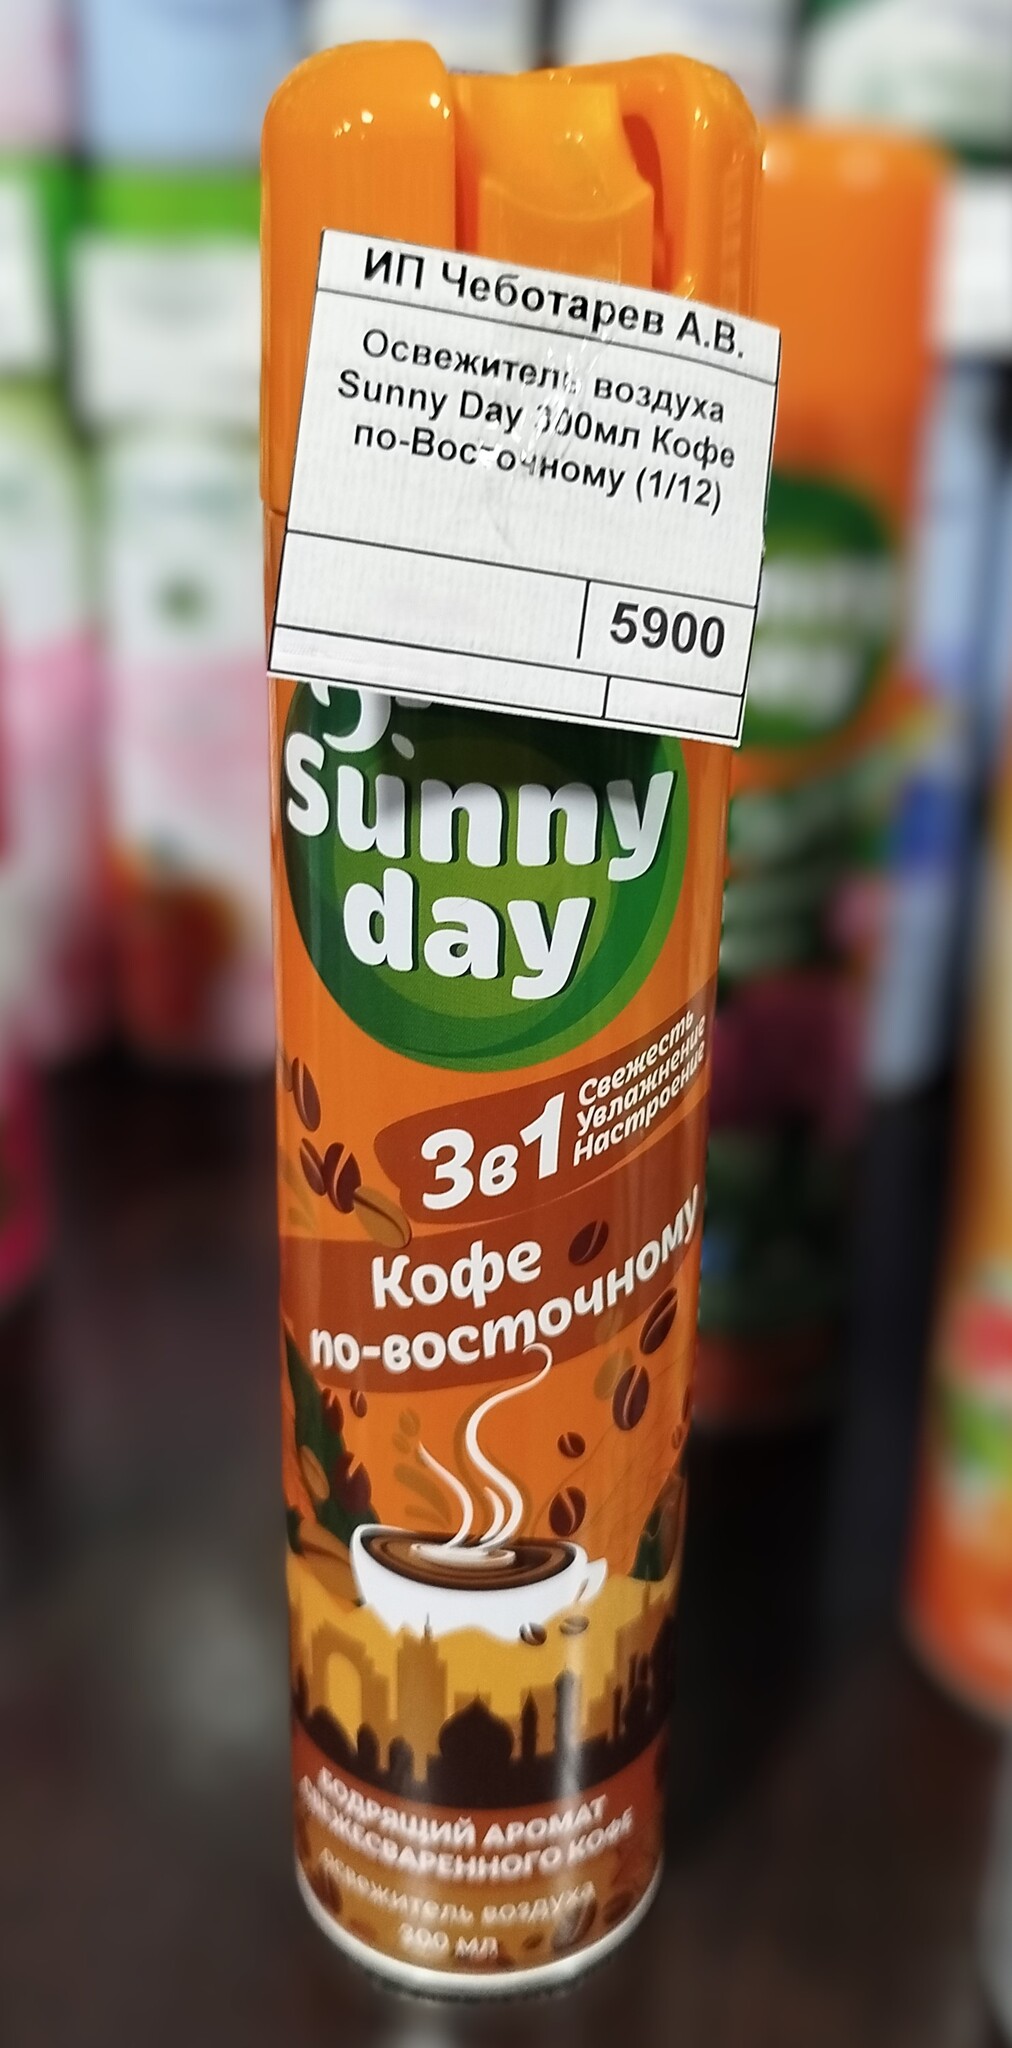 ИП Чеботарев А.В.
Освежитель воздуха
Sunny Day 300мл Кофе
по-Восточному (1/12)
5900
Sunny
day
3в1
Свежесть
Увлажнение
Настроение
Кофе
по-восточному
БОДРЯЩИЙ АРОМАТ
СВЕЖЕСВАРЕННОГО КОФЕ
освежитель воздуха
300 мл